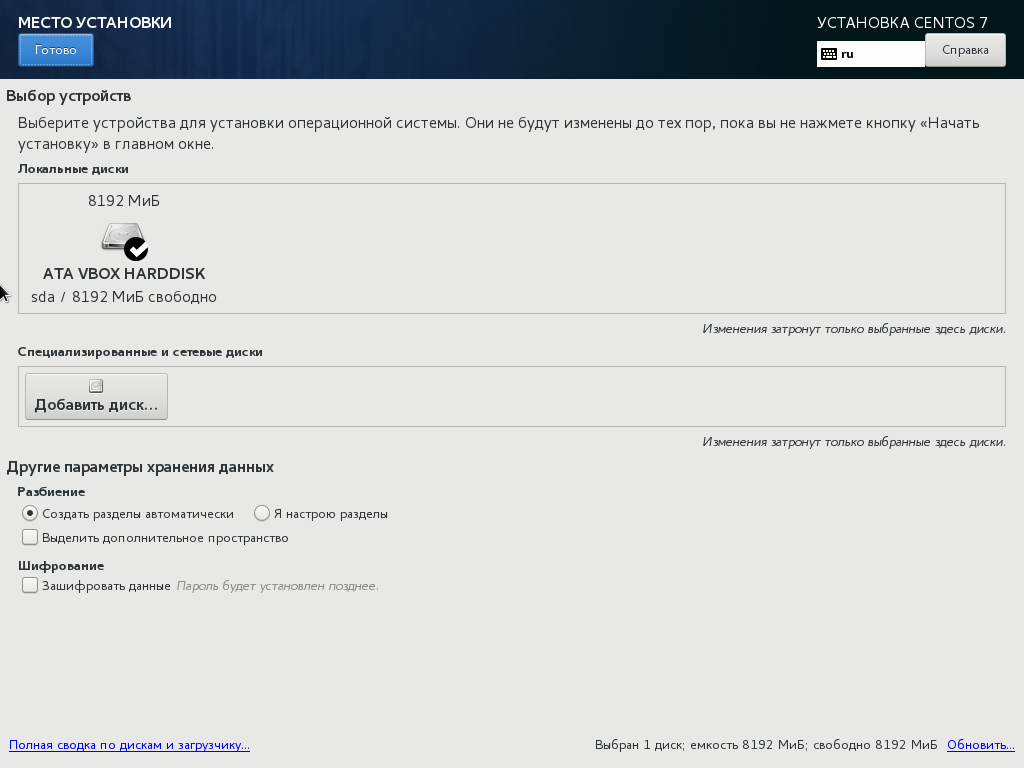 МЕСТО УСТАНОВКИ
УСТАНОВКА CENTOS 7
Готово
ru
Справка
Выбор устройств
Выберите устройства для установки операционной системы. Они не будут изменены до тех пор, пока вы не нажмете кнопку «Начать
установку» в главном окне.
Локальные диски
8192 МиБ
ATA VBOX HARDDISK
sda / 8192 МиБ свободно
Изменения затронут только выбранные здесь диски.
Специализированные и сетевые диски
Добавить диск...
Изменения затронут только выбранные здесь диски.
Другие параметры хранения данных
Разбиение
Создать разделы автоматически
Я настрою разделы
Выделить дополнительное пространство
Шифрование
Зашифровать данные Пароль будет установлен позднее.
Полная сводка по дискам и загрузчику...
Выбран 1 диск; емкость 8192 МиБ; свободно 8192 МиБ
Обновить...